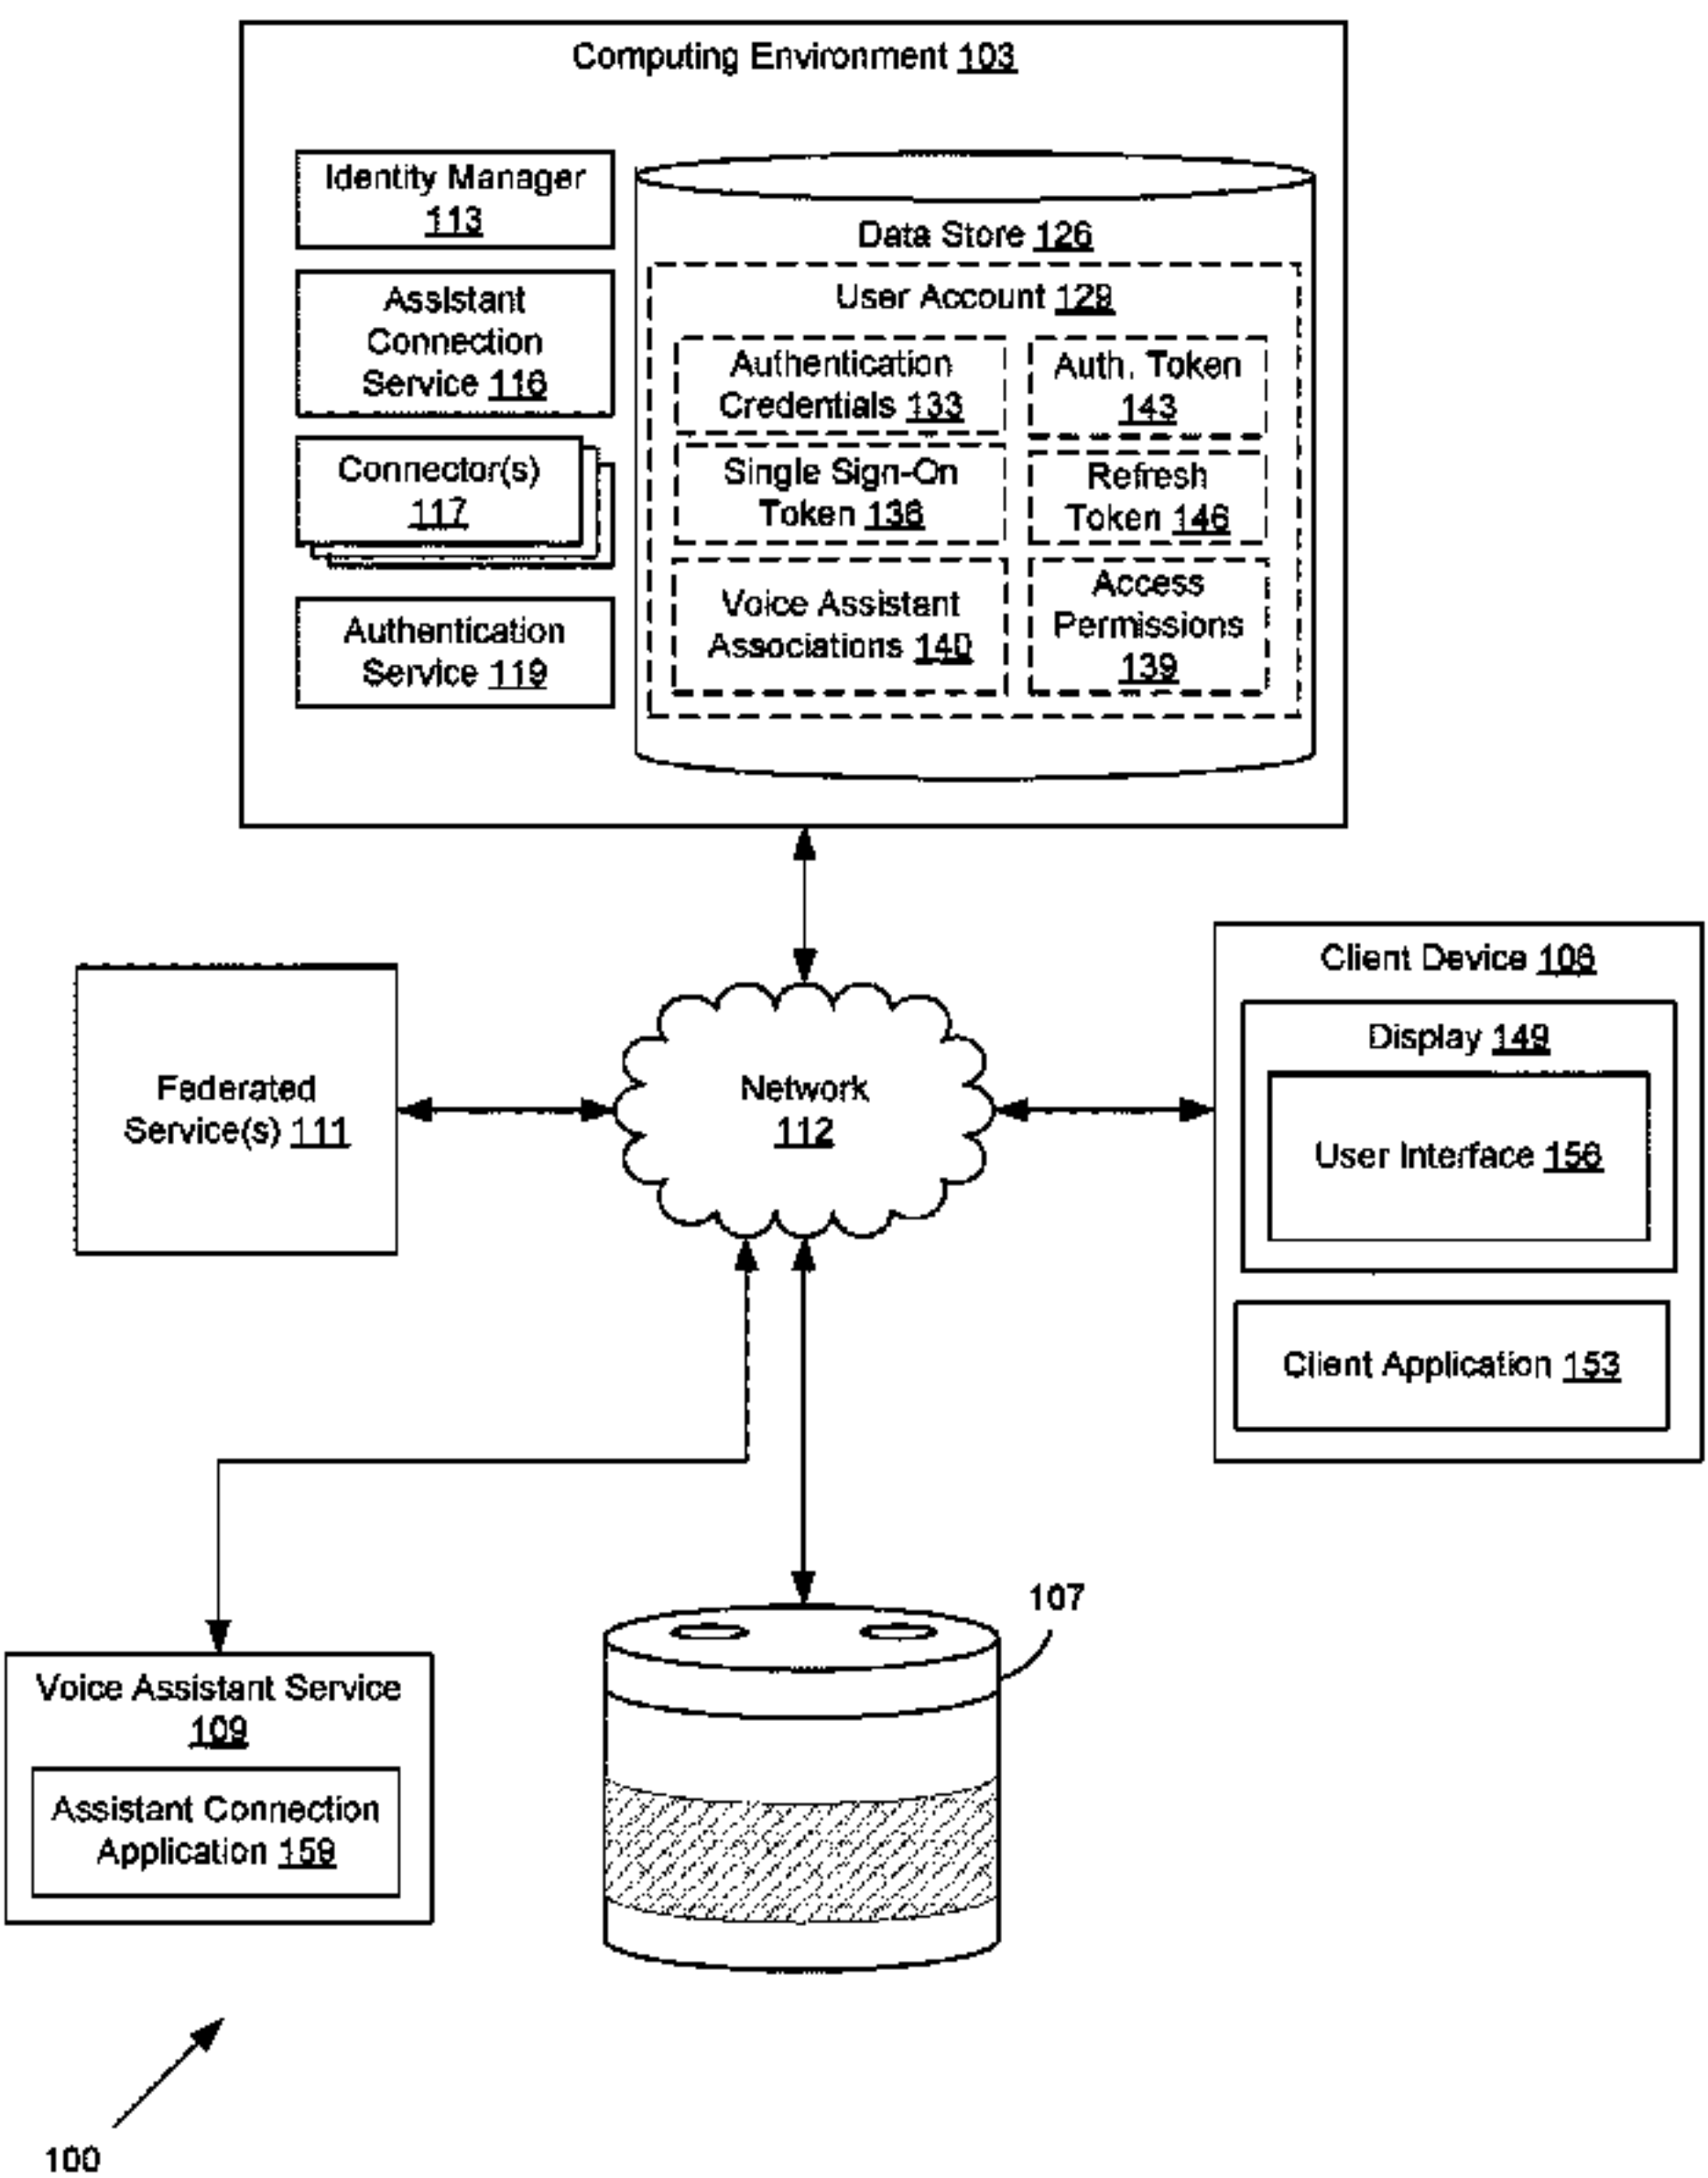 Computing Environment 103
Identity Manager
113
Assistant
Connection
Service 116
Connector(s)
117
Authentication
Service 119
Data Store 126
User Account 129
Authentication
Credentials 133
Auth. Token
143
Single Sign-On
Token 136
Refresh
Token 146
Voice Assistant
Associations 140
Access
Permissions
139
Federated
Service(s) 111
Network
112
Client Device 106
Display 149
User Interface 156
Client Application 153
107
Voice Assistant Service
109
Assistant Connection
Application 159
100